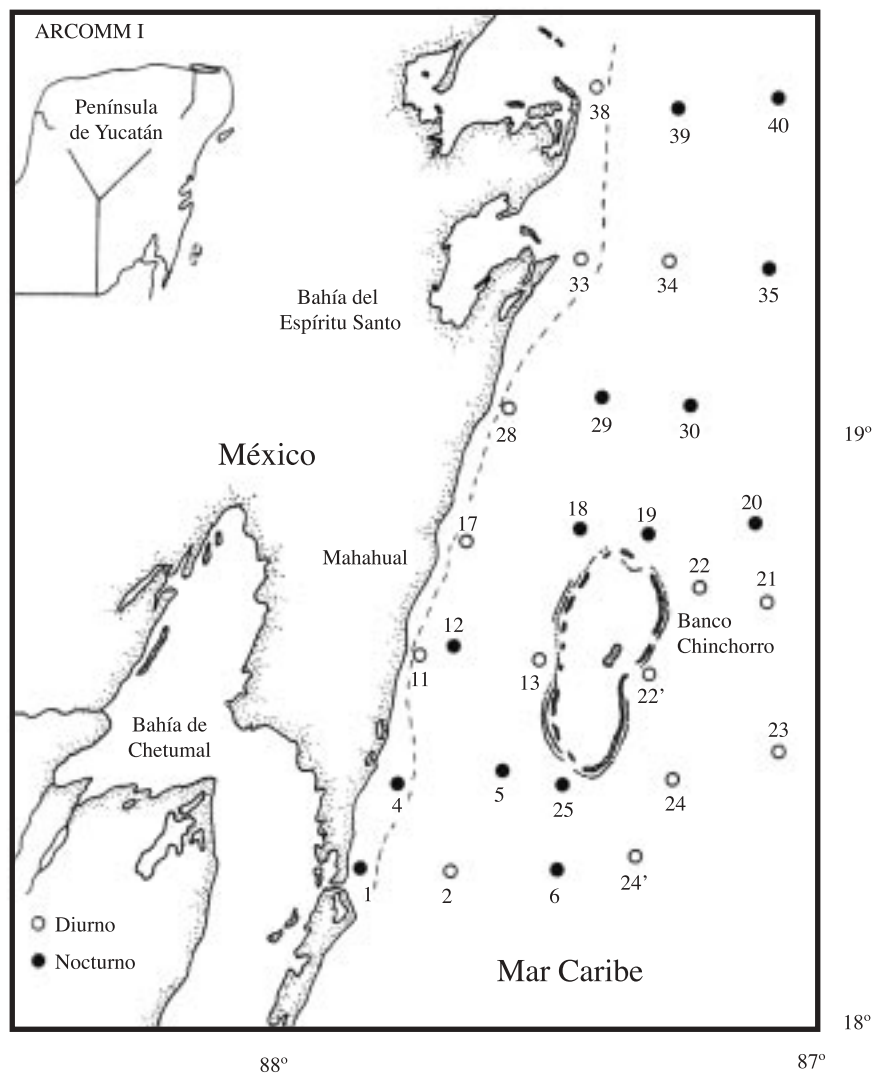 ARCOMM I
Península
de Yucatán
38
39
40
33
34
35
Bahía del
Espíritu Santo
28
29
30
19º
México
17
18
19
20
Mahahual
22
21
Banco
Chinchorro
12
11
13
22’
Bahía de
Chetumal
23
4
5
25
24
1
2
6
24’
Diurno
Nocturno
Mar Caribe
18º
88º
87º